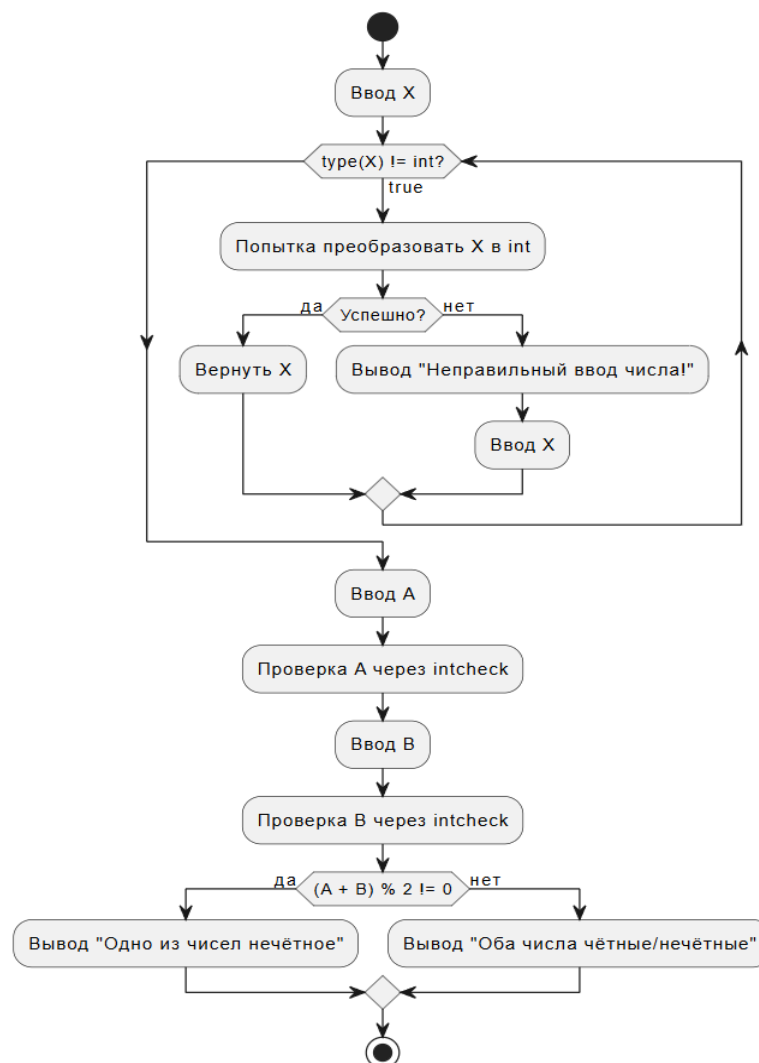 Ввод X
type(X) != int?
true
Попытка преобразовать X в int
да
Успешно?
нет
Вернуть X
Вывод "Неправильный ввод числа!"
Ввод X
Ввод A
Проверка A через intcheck
Ввод B
Проверка B через intcheck
да
(A + B) % 2 != 0
нет
Вывод "Одно из чисел нечётное"
Вывод "Оба числа чётные/нечётные"